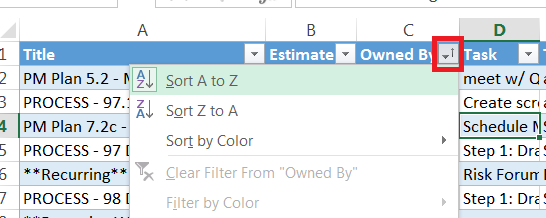 A B C D
1 Title Estimate Owned By Task
2 PM Plan 5.2 - meet w/ Q
A Z Sort A to Z
3 PROCESS - 97.1 Create scre
Z A Sort Z to A
4 PM Plan 7.2c - Schedule
Sort by Color
5 PROCESS - 97 D Step 1: Dra
6 **Recurring** Risk Forum
Clear Filter From "Owned By"
7 PROCESS - 98 D Step 1: Dra
Filter by Color